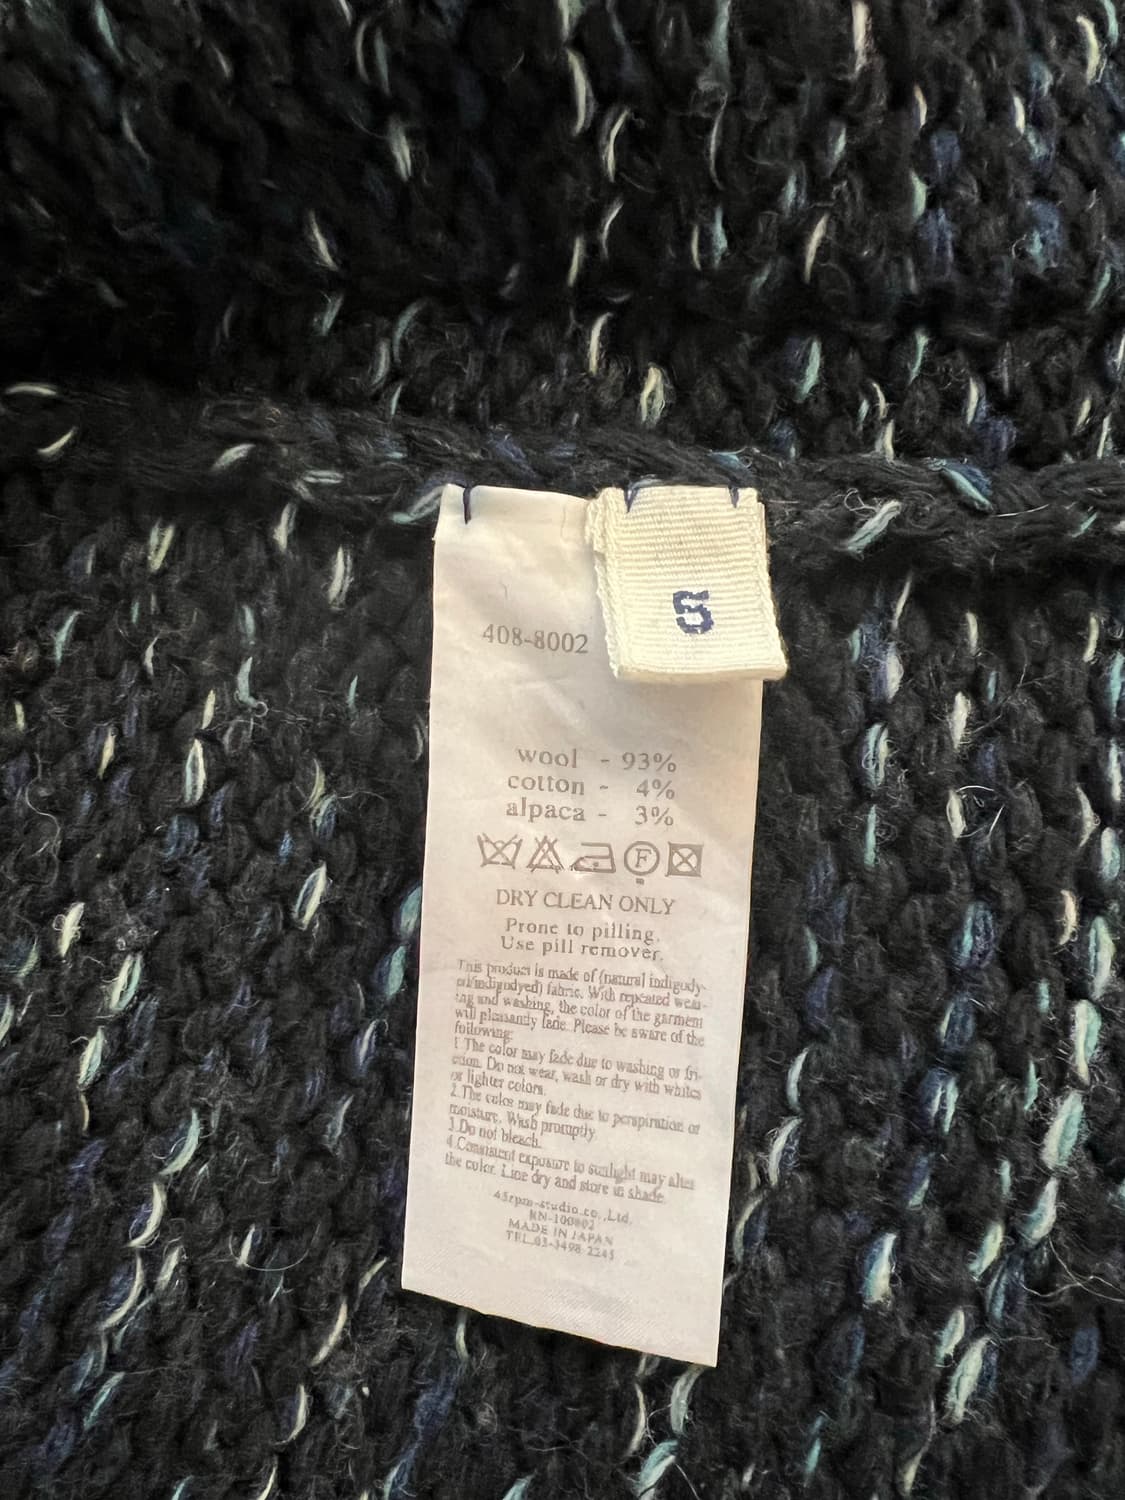 5
408-8002
wool - 93%
cotton - 4%
alpaca - 3%
F
DRY CLEAN ONLY
Prone to pilling.
Use pill remover.
This product is made of (natural indigody-
ed/indigodyed) fabric. With repeated wear-
ing and washing, the color of the garment
will pleasantly fade. Please be aware of the
following:
1.The color may fade due to washing or fri-
ction. Do not wear, wash or dry with whites
or lighter colors.
2.The color may fade due to perspiration or
moisture. Wash promptly.
3.Do not bleach.
4.Consistent exposure to sunlight may alter
the color. Line dry and store in shade.
45rpm-studio.co.,Ltd.
RN-100802
MADE IN JAPAN
TEL.03-3498-2245